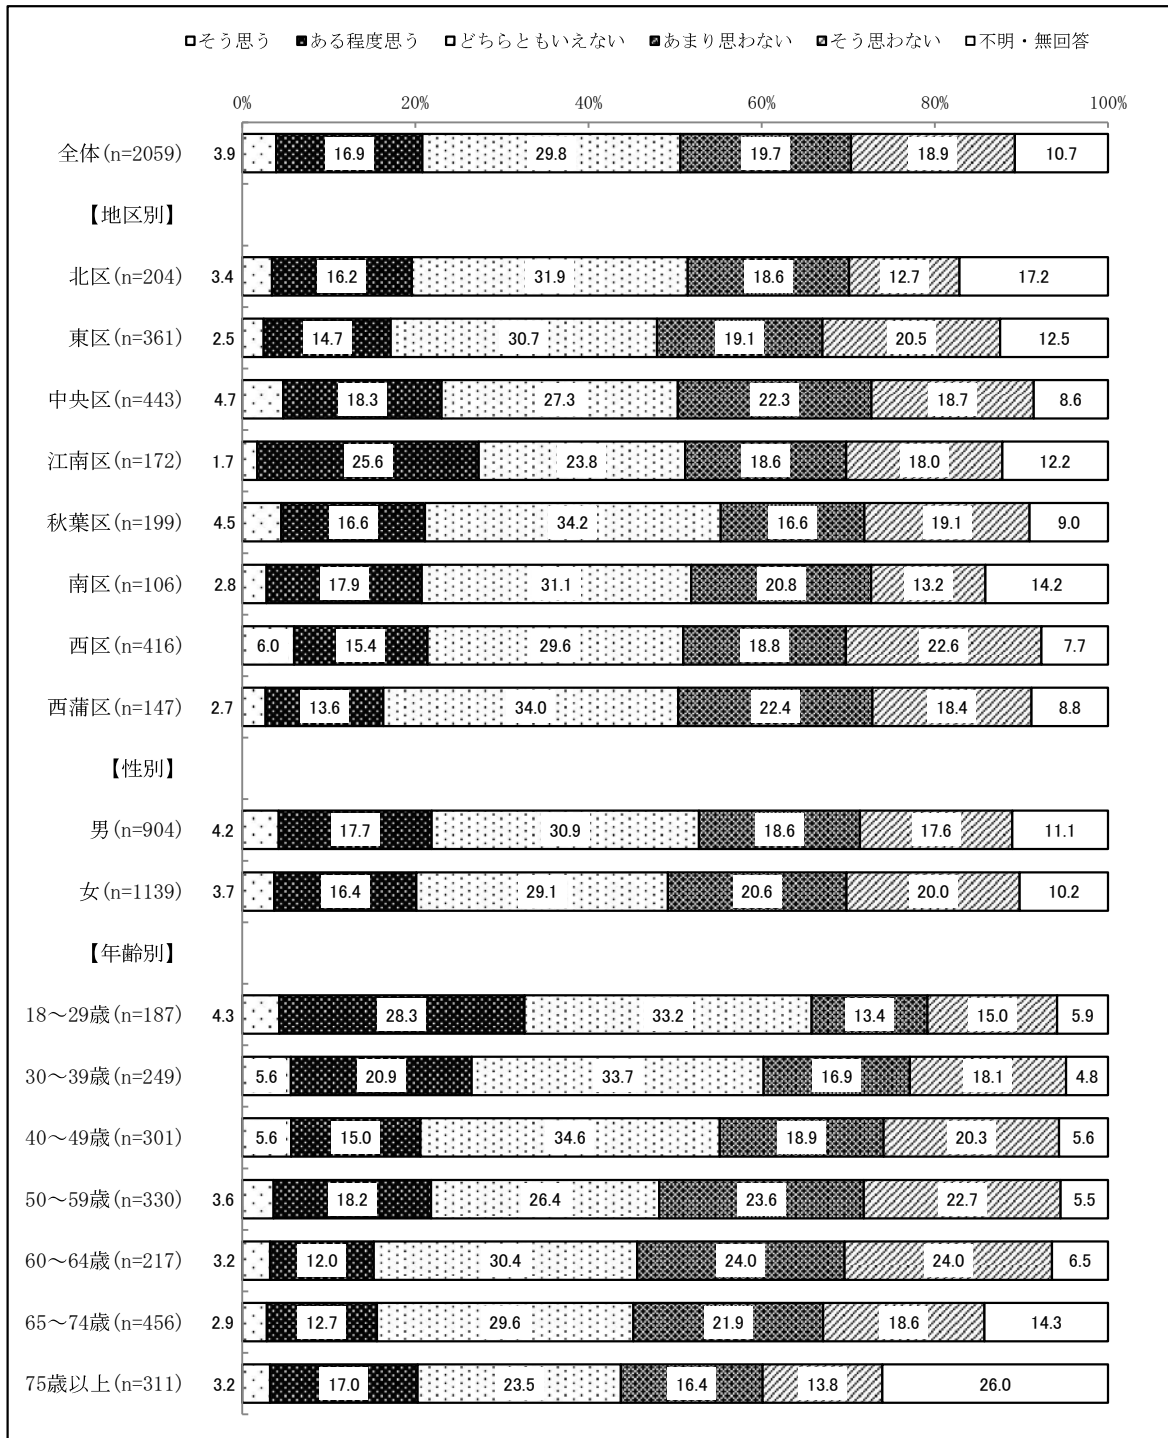 そう思う ある程度思う どちらともいえない あまり思わない そう思わない 不明・無回答
0% 20% 40% 60% 80% 100%
全体(n=2059) 3.9 16.9 29.8 19.7 18.9 10.7
【地区別】
北区(n=204) 3.4 16.2 31.9 18.6 12.7 17.2
東区(n=361) 2.5 14.7 30.7 19.1 20.5 12.5
中央区(n=443) 4.7 18.3 27.3 22.3 18.7 8.6
江南区(n=172) 1.7 25.6 23.8 18.6 18.0 12.2
秋葉区(n=199) 4.5 16.6 34.2 16.6 19.1 9.0
南区(n=106) 2.8 17.9 31.1 20.8 13.2 14.2
西区(n=416) 6.0 15.4 29.6 18.8 22.6 7.7
西蒲区(n=147) 2.7 13.6 34.0 22.4 18.4 8.8
【性別】
男(n=904) 4.2 17.7 30.9 18.6 17.6 11.1
女(n=1139) 3.7 16.4 29.1 20.6 20.0 10.2
【年齢別】
18～29歳(n=187) 4.3 28.3 33.2 13.4 15.0 5.9
30～39歳(n=249) 5.6 20.9 33.7 16.9 18.1 4.8
40～49歳(n=301) 5.6 15.0 34.6 18.9 20.3 5.6
50～59歳(n=330) 3.6 18.2 26.4 23.6 22.7 5.5
60～64歳(n=217) 3.2 12.0 30.4 24.0 24.0 6.5
65～74歳(n=456) 2.9 12.7 29.6 21.9 18.6 14.3
75歳以上(n=311) 3.2 17.0 23.5 16.4 13.8 26.0